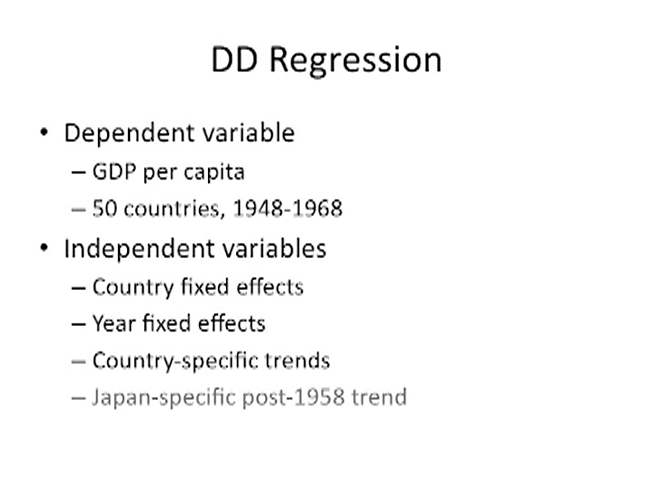 DD Regression
• Dependent variable
– GDP per capita
– 50 countries, 1948-1968
• Independent variables
– Country fixed effects
– Year fixed effects
– Country-specific trends
– Japan-specific post-1958 trend